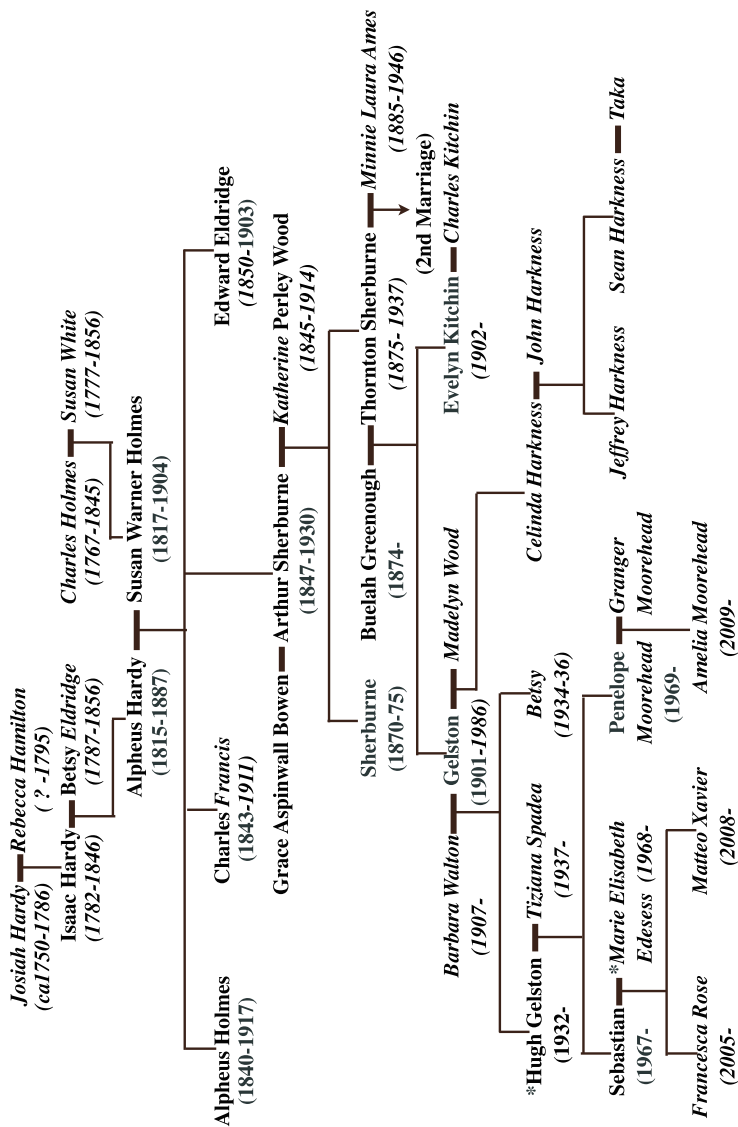 Josiah Hardy Rebecca Hamilton
(ca1750-1786) ( ? -1795)
Isaac Hardy Betsy Eldridge
(1782-1846) (1787-1856)
Charles Holmes Susan White
(1767-1845) (1777-1856)
Alpheus Hardy Susan Warner Holmes
(1815-1887) (1817-1904)
Alpheus Holmes
(1840-1917)
Charles Francis
(1843-1911)
Edward Eldridge
(1850-1903)
Grace Aspinwall Bowen Arthur Sherburne Katherine Perley Wood
(1847-1930) (1845-1914)
Sherburne
(1870-75)
Buelah Greenough Thornton Sherburne Minnie Laura Ames
(1874- (1875- 1937) (1885-1946)
(2nd Marriage)
Barbara Walton Gelston Madelyn Wood
(1907- (1901-1986)
Evelyn Kitchin Charles Kitchin
(1902-
*Hugh Gelston Tiziana Spadea
(1932- (1937-
Betsy
(1934-36)
Celinda Harkness John Harkness
Sebastian *Marie Elisabeth
(1967- Edesess (1968-
Penelope Granger
Moorehead Moorehead
(1969-
Jeffrey Harkness
Sean Harkness Taka
Francesca Rose
(2005-
Matteo Xavier
(2008-
Amelia Moorehead
(2009-